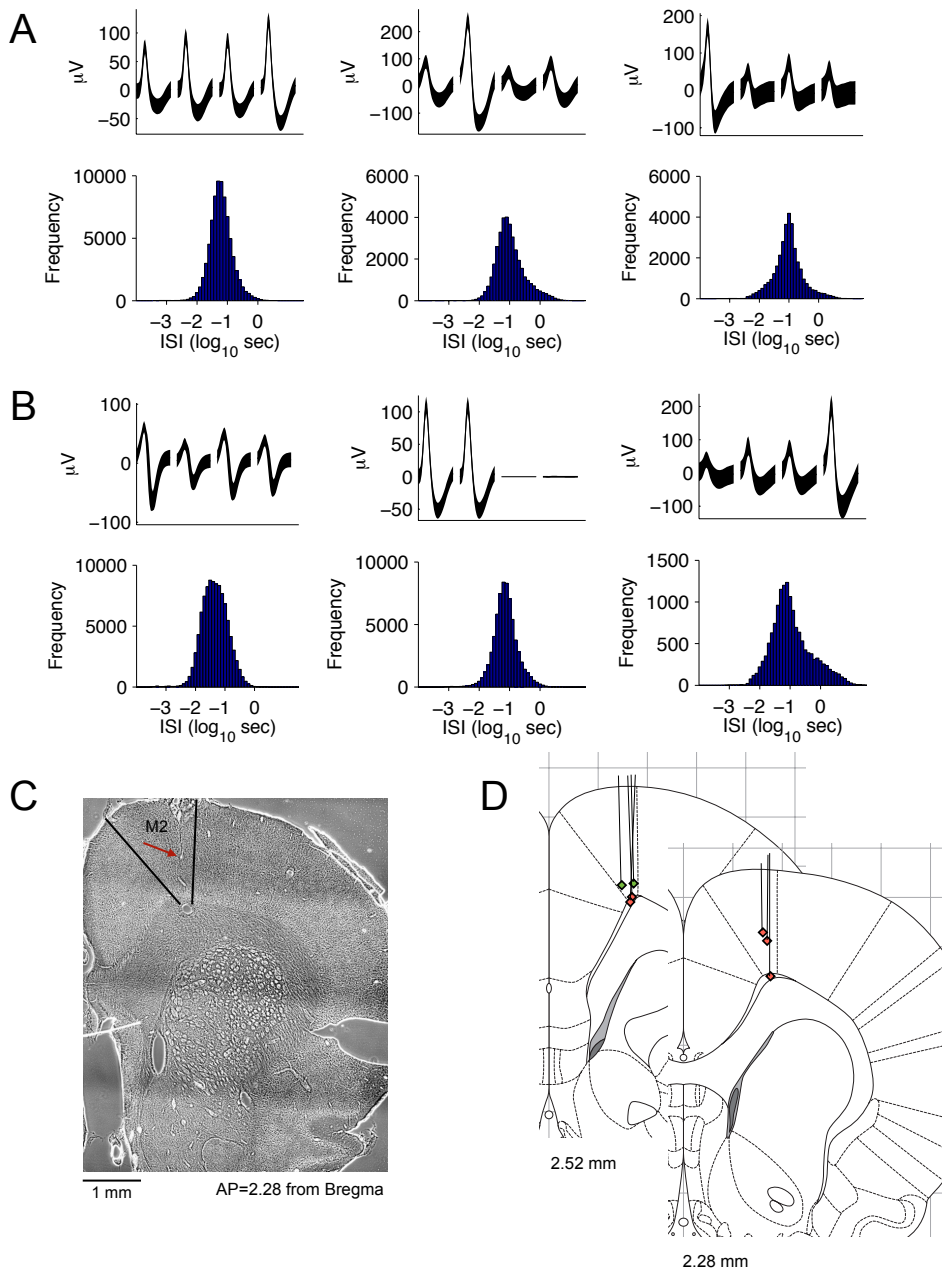 A
μV
100
50
0
−50
μV
200
100
0
−100
μV
200
100
0
−100
Frequency
10000
5000
0
−3 −2 −1 0
ISI (log10 sec)
Frequency
6000
4000
2000
0
−3 −2 −1 0
ISI (log10 sec)
Frequency
6000
4000
2000
0
−3 −2 −1 0
ISI (log10 sec)
B
μV
100
0
−100
μV
100
50
0
−50
μV
200
100
0
−100
Frequency
10000
5000
0
−3 −2 −1 0
ISI (log10 sec)
Frequency
10000
5000
0
−3 −2 −1 0
ISI (log10 sec)
Frequency
1500
1000
500
0
−3 −2 −1 0
ISI (log10 sec)
C
M2
1 mm
AP=2.28 from Bregma
D
2.52 mm
2.28 mm